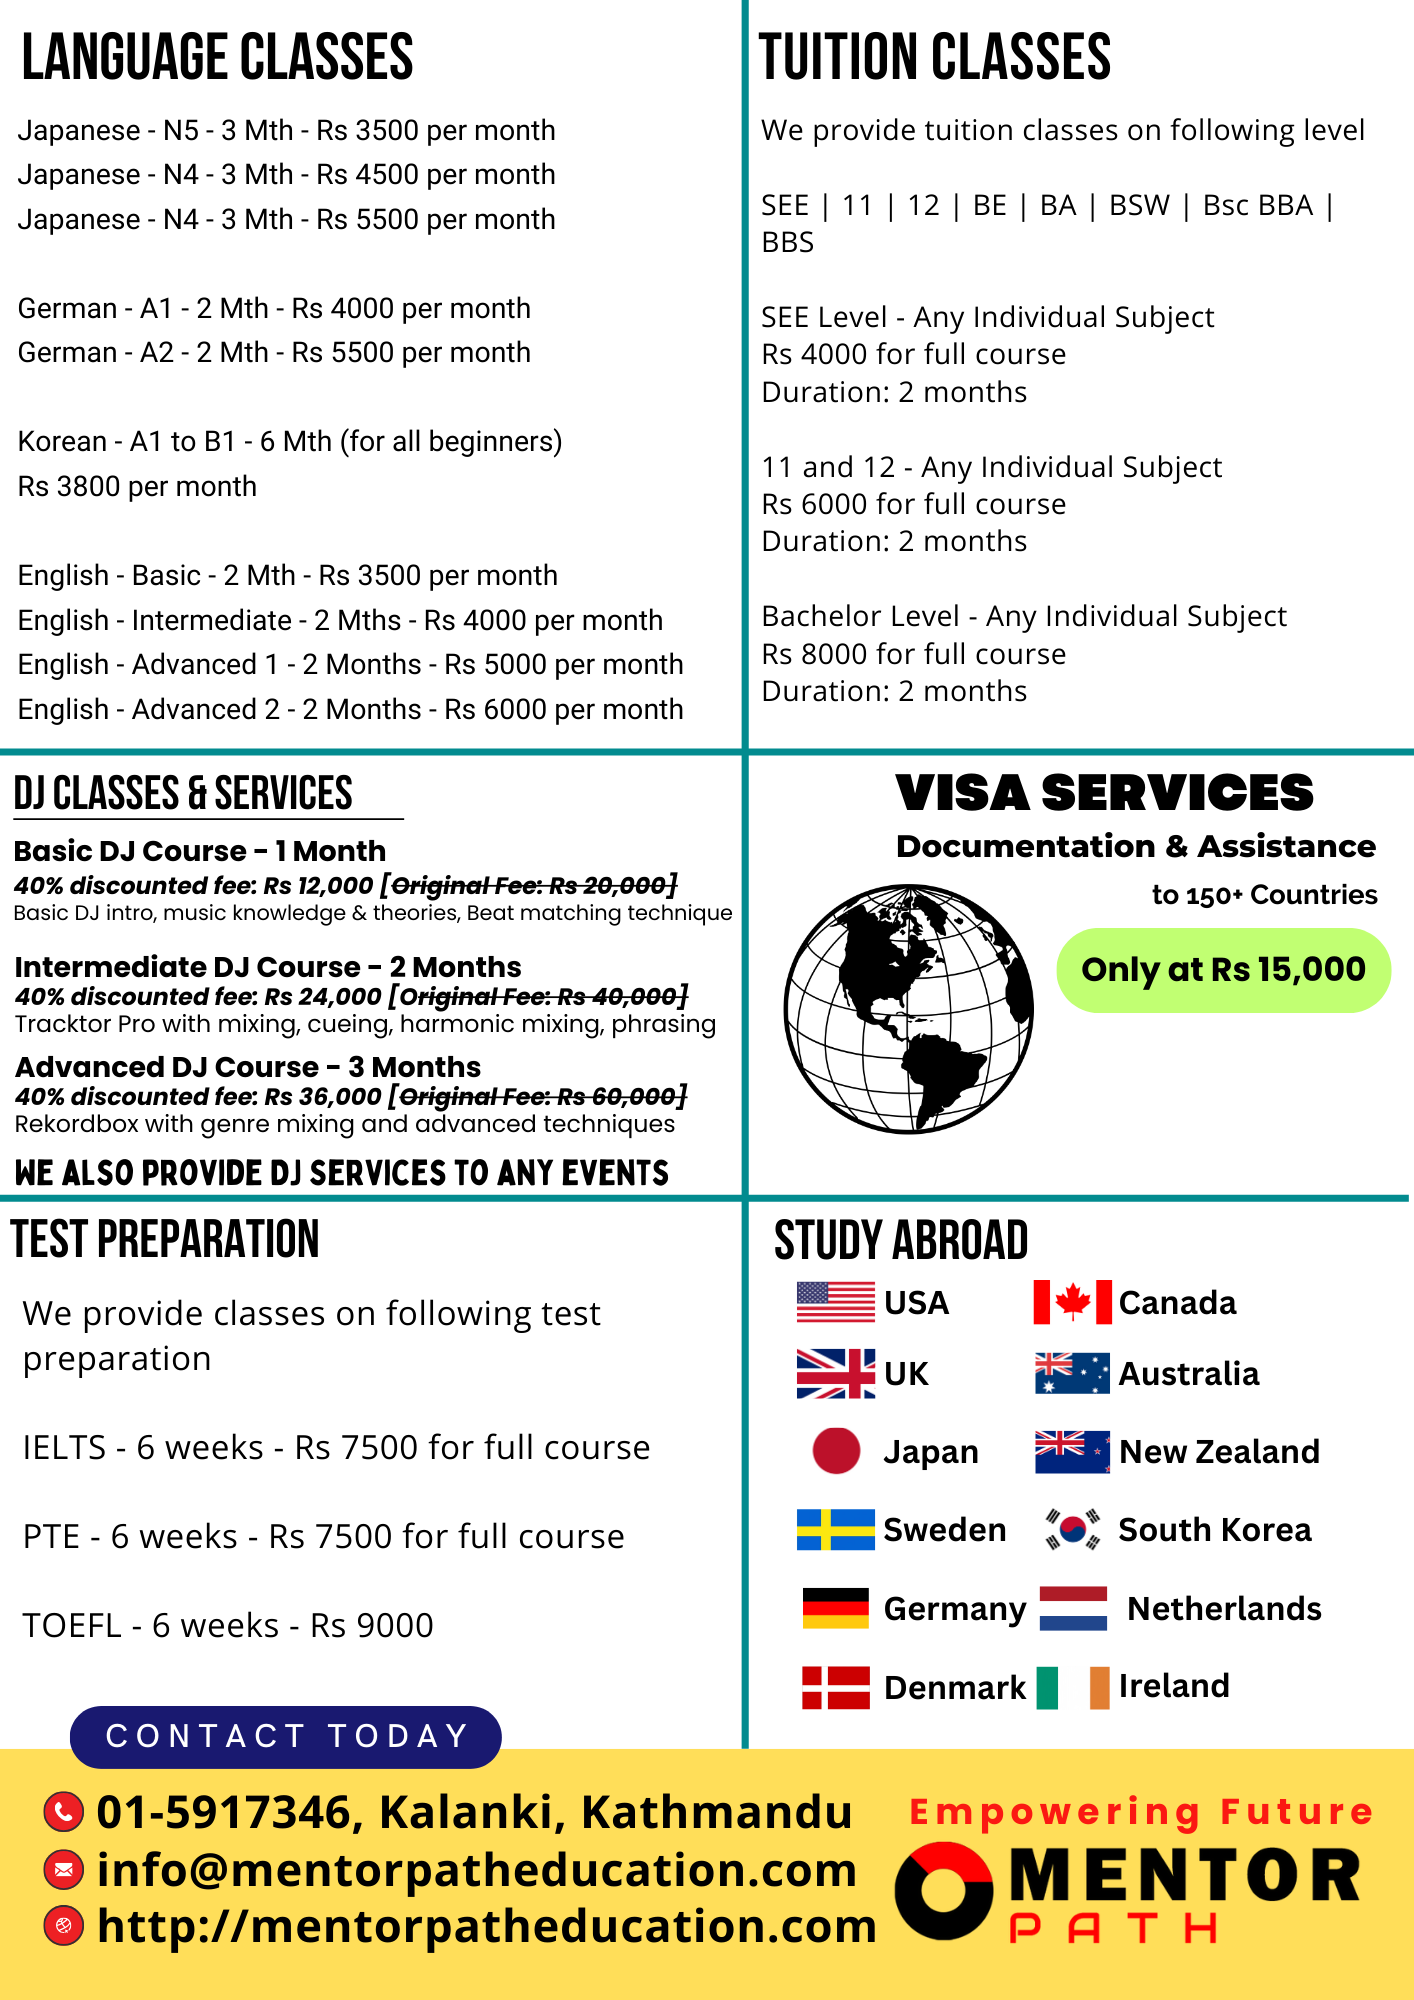 LANGUAGE CLASSES
Japanese - N5 - 3 Mth - Rs 3500 per month
Japanese - N4 - 3 Mth - Rs 4500 per month
Japanese - N4 - 3 Mth - Rs 5500 per month
German - A1 - 2 Mth - Rs 4000 per month
German - A2 - 2 Mth - Rs 5500 per month
Korean - A1 to B1 - 6 Mth (for all beginners)
Rs 3800 per month
English - Basic - 2 Mth - Rs 3500 per month
English - Intermediate - 2 Mths - Rs 4000 per month
English - Advanced 1 - 2 Months - Rs 5000 per month
English - Advanced 2 - 2 Months - Rs 6000 per month
TUITION CLASSES
We provide tuition classes on following level
SEE | 11 | 12 | BE | BA | BSW | Bsc BBA |
BBS
SEE Level - Any Individual Subject
Rs 4000 for full course
Duration: 2 months
11 and 12 - Any Individual Subject
Rs 6000 for full course
Duration: 2 months
Bachelor Level - Any Individual Subject
Rs 8000 for full course
Duration: 2 months
DJ CLASSES & SERVICES
Basic DJ Course - 1 Month
40% discounted fee: Rs 12,000 [Original Fee: Rs 20,000]
Basic DJ intro, music knowledge & theories, Beat matching technique
Intermediate DJ Course - 2 Months
40% discounted fee: Rs 24,000 [Original Fee: Rs 40,000]
Tracktor Pro with mixing, cueing, harmonic mixing, phrasing
Advanced DJ Course - 3 Months
40% discounted fee: Rs 36,000 [Original Fee: Rs 60,000]
Rekordbox with genre mixing and advanced techniques
WE ALSO PROVIDE DJ SERVICES TO ANY EVENTS
VISA SERVICES
Documentation & Assistance
to 150+ Countries
Only at Rs 15,000
TEST PREPARATION
We provide classes on following test
preparation
IELTS - 6 weeks - Rs 7500 for full course
PTE - 6 weeks - Rs 7500 for full course
TOEFL - 6 weeks - Rs 9000
STUDY ABROAD
USA
Canada
UK
Australia
Japan
New Zealand
Sweden
South Korea
Germany
Netherlands
Denmark
Ireland
CONTACT TODAY
01-5917346, Kalanki, Kathmandu
info@mentorpatheducation.com
http://mentorpatheducation.com
Empowering Future
MENTOR
PATH